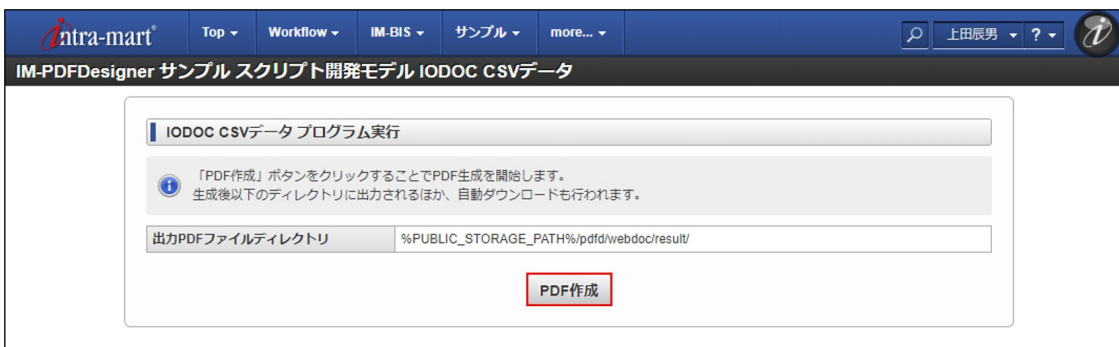 intra-mart®
Top
Workflow
IM-BIS
サンプル
more...
上田辰男
?
IM-PDFDesigner サンプル スクリプト開発モデル IODOC CSVデータ
IODOC CSVデータ プログラム実行
「PDF作成」ボタンをクリックすることでPDF生成を開始します。
生成後以下のディレクトリに出力されるほか、自動ダウンロードも行われます。
出力PDFファイルディレクトリ
%PUBLIC_STORAGE_PATH%/pdfd/webdoc/result/
PDF作成